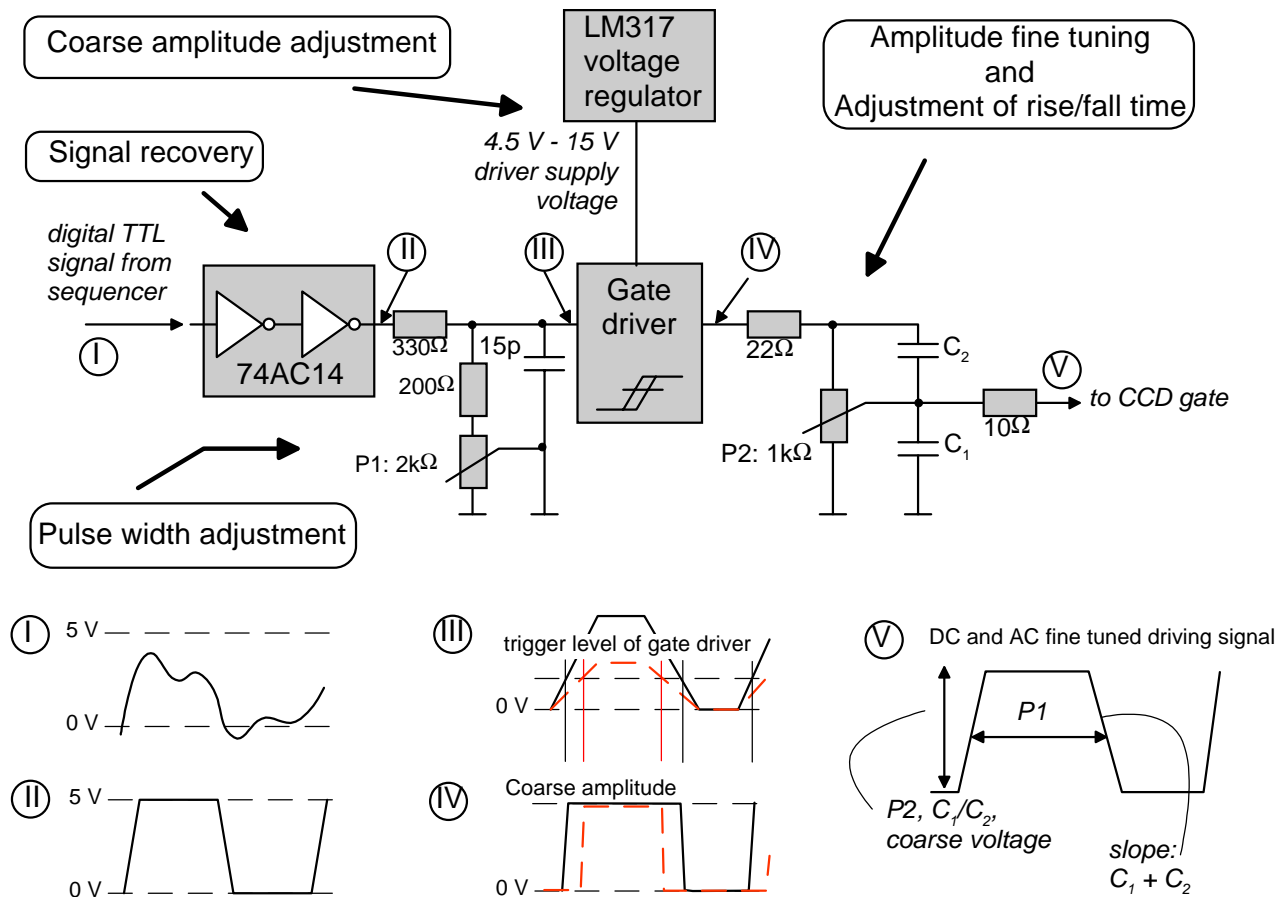 Coarse amplitude adjustment
LM317
voltage
regulator
Amplitude fine tuning
and
Adjustment of rise/fall time
Signal recovery
4.5 V - 15 V
driver supply
voltage
digital TTL
signal from
sequencer
I
II
III
IV
V
74AC14
330Ω
200Ω
15p
P1: 2kΩ
Gate
driver
22Ω
P2: 1kΩ
C2
C1
10Ω
to CCD gate
Pulse width adjustment
I
5 V
0 V
II
5 V
0 V
III
trigger level of gate driver
0 V
IV
Coarse amplitude
0 V
V
DC and AC fine tuned driving signal
P1
P2, C1/C2,
coarse voltage
slope:
C1 + C2